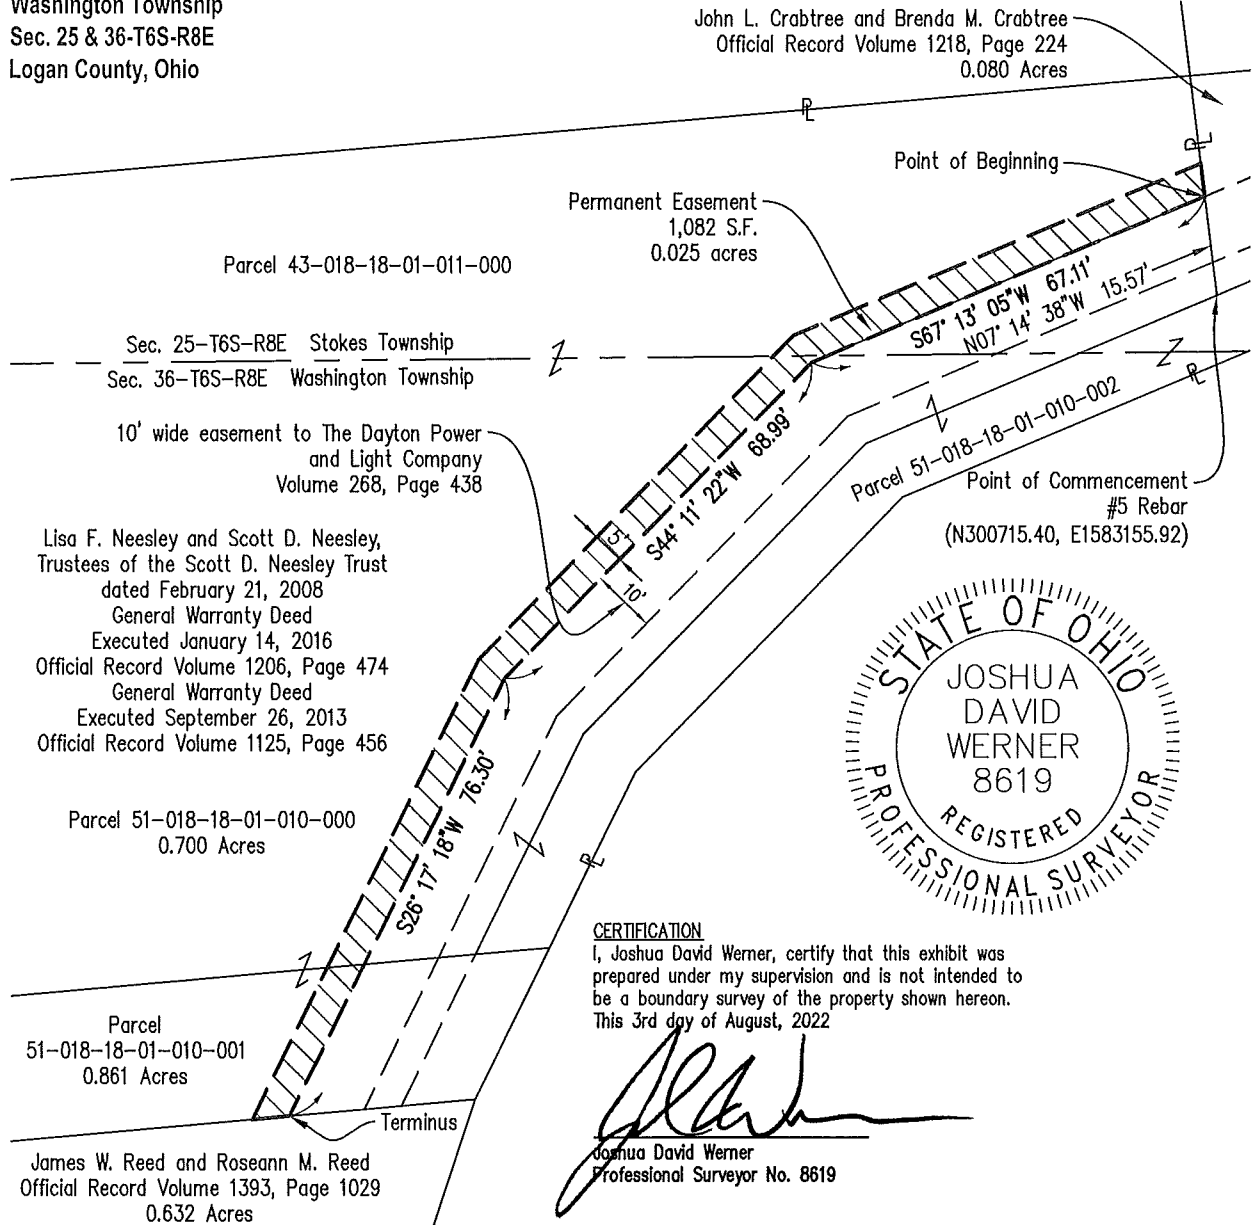 Washington Township
Sec. 25 & 36-T6S-R8E
Logan County, Ohio
John L. Crabtree and Brenda M. Crabtree
Official Record Volume 1218, Page 224
0.080 Acres
PL
PL
Point of Beginning
Permanent Easement
1,082 S.F.
0.025 acres
Parcel 43-018-18-01-011-000
S67° 13' 05"W 67.11'
N07° 14' 38"W 15.57'
Sec. 25-T6S-R8E Stokes Township
Sec. 36-T6S-R8E Washington Township
PL
10' wide easement to The Dayton Power
and Light Company
Volume 268, Page 438
Parcel 51-018-18-01-010-002
Point of Commencement
#5 Rebar
(N300715.40, E1583155.92)
S44° 11' 22"W 68.99'
5'
10'
Lisa F. Neesley and Scott D. Neesley,
Trustees of the Scott D. Neesley Trust
dated February 21, 2008
General Warranty Deed
Executed January 14, 2016
Official Record Volume 1206, Page 474
General Warranty Deed
Executed September 26, 2013
Official Record Volume 1125, Page 456
STATE OF OHIO
JOSHUA
DAVID
WERNER
8619
REGISTERED
PROFESSIONAL SURVEYOR
S26° 17' 18"W 76.30'
Parcel 51-018-18-01-010-000
0.700 Acres
PL
CERTIFICATION
I, Joshua David Werner, certify that this exhibit was
prepared under my supervision and is not intended to
be a boundary survey of the property shown hereon.
This 3rd day of August, 2022
Parcel
51-018-18-01-010-001
0.861 Acres
Terminus
Joshua David Werner
Professional Surveyor No. 8619
James W. Reed and Roseann M. Reed
Official Record Volume 1393, Page 1029
0.632 Acres